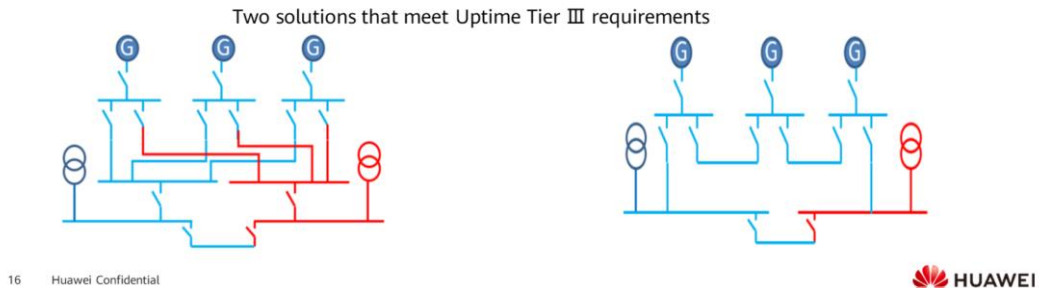 Two solutions that meet Uptime Tier Ⅲ requirements
G G G G G G
16 Huawei Confidential
HUAWEI